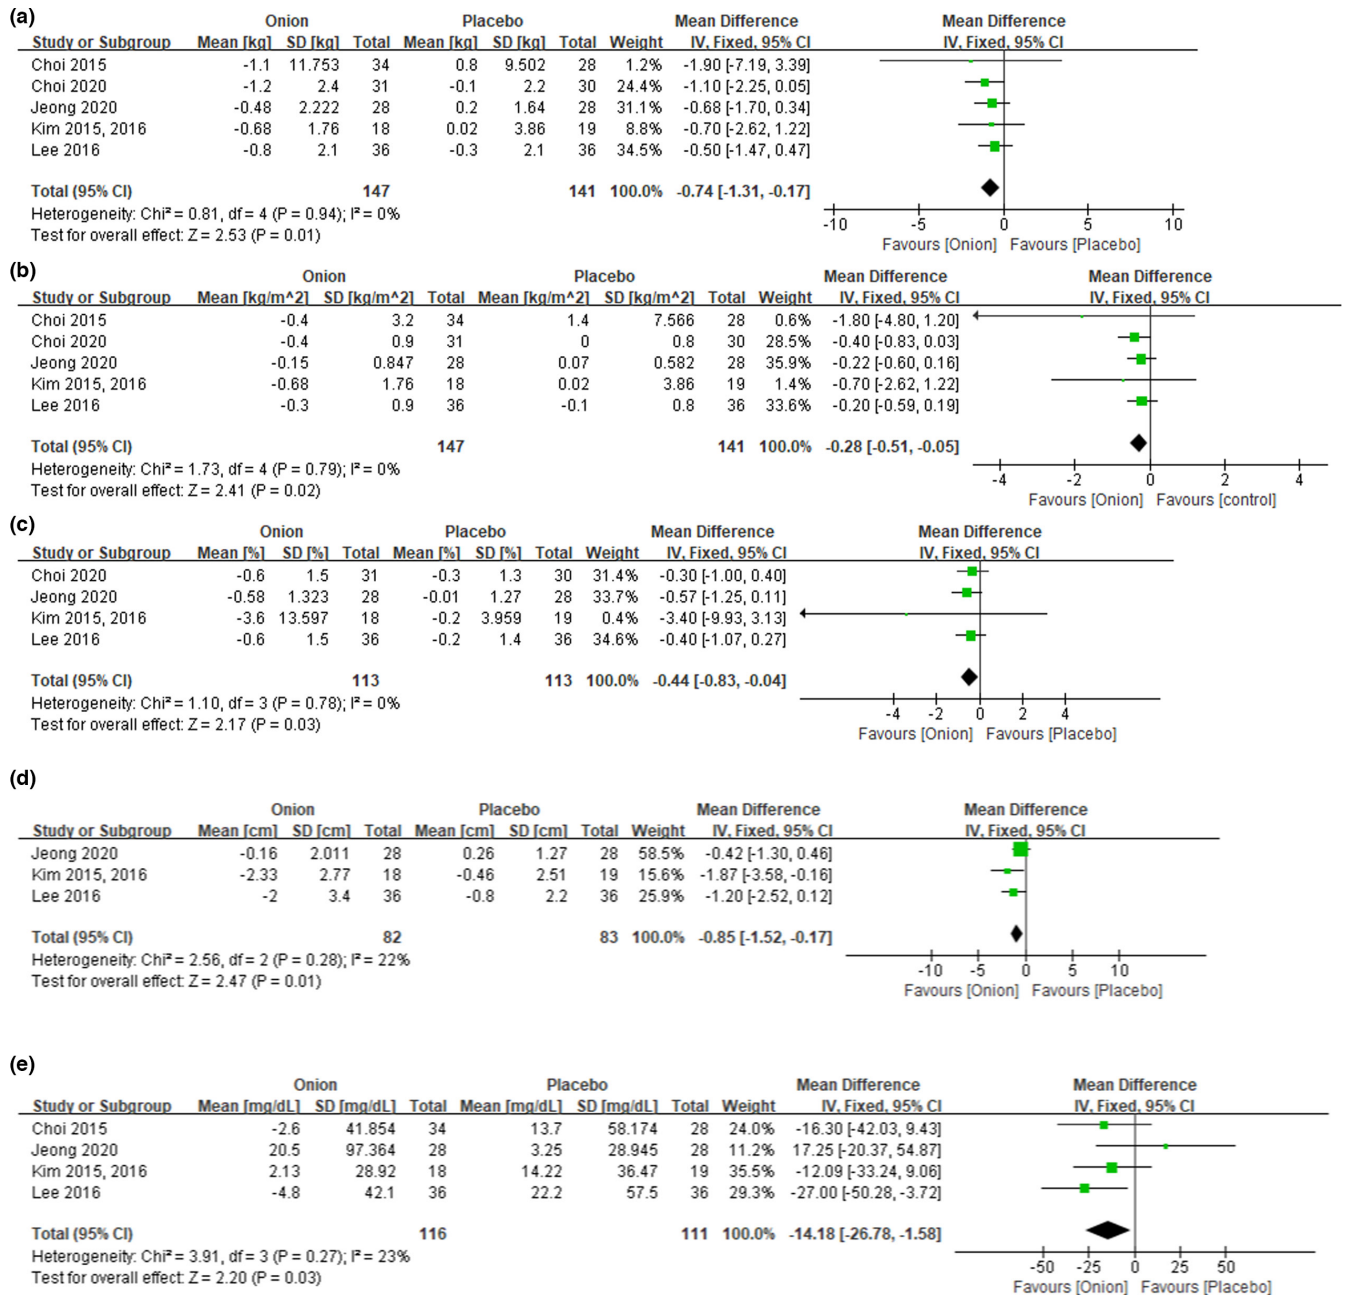 (a)
Onion Placebo Mean Difference Mean Difference
Study or Subgroup Mean [kg] SD [kg] Total Mean [kg] SD [kg] Total Weight IV, Fixed, 95% CI IV, Fixed, 95% CI
Choi 2015 -1.1 11.753 34 0.8 9.502 28 1.2% -1.90 [-7.19, 3.39]
Choi 2020 -1.2 2.4 31 -0.1 2.2 30 24.4% -1.10 [-2.25, 0.05]
Jeong 2020 -0.48 2.222 28 0.2 1.64 28 31.1% -0.68 [-1.70, 0.34]
Kim 2015, 2016 -0.68 1.76 18 0.02 3.86 19 8.8% -0.70 [-2.62, 1.22]
Lee 2016 -0.8 2.1 36 -0.3 2.1 36 34.5% -0.50 [-1.47, 0.47]
Total (95% CI) 147 141 100.0% -0.74 [-1.31, -0.17]
Heterogeneity: Chi² = 0.81, df = 4 (P = 0.94); I² = 0%
Test for overall effect: Z = 2.53 (P = 0.01)
-10 -5 0 5 10
Favours [Onion] Favours [Placebo]
(b)
Onion Placebo Mean Difference Mean Difference
Study or Subgroup Mean [kg/m^2] SD [kg/m^2] Total Mean [kg/m^2] SD [kg/m^2] Total Weight IV, Fixed, 95% CI IV, Fixed, 95% CI
Choi 2015 -0.4 3.2 34 1.4 7.566 28 0.6% -1.80 [-4.80, 1.20]
Choi 2020 -0.4 0.9 31 0 0.8 30 28.5% -0.40 [-0.83, 0.03]
Jeong 2020 -0.15 0.847 28 0.07 0.582 28 35.9% -0.22 [-0.60, 0.16]
Kim 2015, 2016 -0.68 1.76 18 0.02 3.86 19 1.4% -0.70 [-2.62, 1.22]
Lee 2016 -0.3 0.9 36 -0.1 0.8 36 33.6% -0.20 [-0.59, 0.19]
Total (95% CI) 147 141 100.0% -0.28 [-0.51, -0.05]
Heterogeneity: Chi² = 1.73, df = 4 (P = 0.79); I² = 0%
Test for overall effect: Z = 2.41 (P = 0.02)
-4 -2 0 2 4
Favours [Onion] Favours [control]
(c)
Onion Placebo Mean Difference Mean Difference
Study or Subgroup Mean [%] SD [%] Total Mean [%] SD [%] Total Weight IV, Fixed, 95% CI IV, Fixed, 95% CI
Choi 2020 -0.6 1.5 31 -0.3 1.3 30 31.4% -0.30 [-1.00, 0.40]
Jeong 2020 -0.58 1.323 28 -0.01 1.27 28 33.7% -0.57 [-1.25, 0.11]
Kim 2015, 2016 -3.6 13.597 18 -0.2 3.959 19 0.4% -3.40 [-9.93, 3.13]
Lee 2016 -0.6 1.5 36 -0.2 1.4 36 34.6% -0.40 [-1.07, 0.27]
Total (95% CI) 113 113 100.0% -0.44 [-0.83, -0.04]
Heterogeneity: Chi² = 1.10, df = 3 (P = 0.78); I² = 0%
Test for overall effect: Z = 2.17 (P = 0.03)
-4 -2 0 2 4
Favours [Onion] Favours [Placebo]
(d)
Onion Placebo Mean Difference Mean Difference
Study or Subgroup Mean [cm] SD [cm] Total Mean [cm] SD [cm] Total Weight IV, Fixed, 95% CI IV, Fixed, 95% CI
Jeong 2020 -0.16 2.011 28 0.26 1.27 28 58.5% -0.42 [-1.30, 0.46]
Kim 2015, 2016 -2.33 2.77 18 -0.46 2.51 19 15.6% -1.87 [-3.58, -0.16]
Lee 2016 -2 3.4 36 -0.8 2.2 36 25.9% -1.20 [-2.52, 0.12]
Total (95% CI) 82 83 100.0% -0.85 [-1.52, -0.17]
Heterogeneity: Chi² = 2.56, df = 2 (P = 0.28); I² = 22%
Test for overall effect: Z = 2.47 (P = 0.01)
-10 -5 0 5 10
Favours [Onion] Favours [Placebo]
(e)
Onion Placebo Mean Difference Mean Difference
Study or Subgroup Mean [mg/dL] SD [mg/dL] Total Mean [mg/dL] SD [mg/dL] Total Weight IV, Fixed, 95% CI IV, Fixed, 95% CI
Choi 2015 -2.6 41.854 34 13.7 58.174 28 24.0% -16.30 [-42.03, 9.43]
Jeong 2020 20.5 97.364 28 3.25 28.945 28 11.2% 17.25 [-20.37, 54.87]
Kim 2015, 2016 2.13 28.92 18 14.22 36.47 19 35.5% -12.09 [-33.24, 9.06]
Lee 2016 -4.8 42.1 36 22.2 57.5 36 29.3% -27.00 [-50.28, -3.72]
Total (95% CI) 116 111 100.0% -14.18 [-26.78, -1.58]
Heterogeneity: Chi² = 3.91, df = 3 (P = 0.27); I² = 23%
Test for overall effect: Z = 2.20 (P = 0.03)
-50 -25 0 25 50
Favours [Onion] Favours [Placebo]